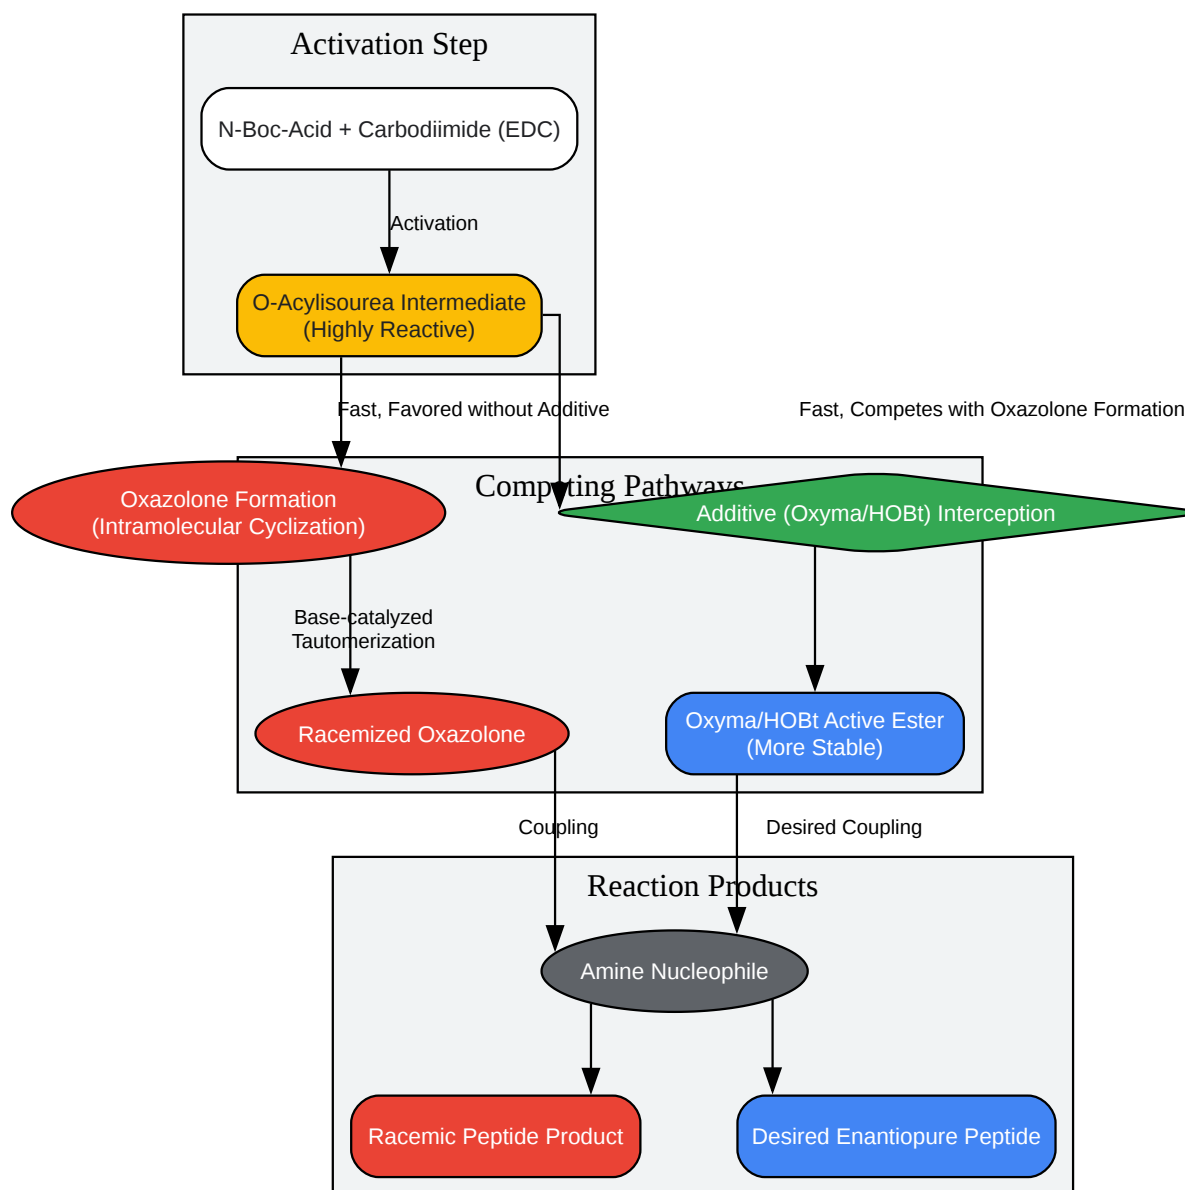 Activation Step
N-Boc-Acid + Carbodiimide (EDC)
Activation
O-Acylisourea Intermediate
(Highly Reactive)
Fast, Favored without Additive
Fast, Competes with Oxazolone Formation
Competing Pathways
Oxazolone Formation
(Intramolecular Cyclization)
Additive (Oxyma/HOBt) Interception
Base-catalyzed
Tautomerization
Racemized Oxazolone
Oxyma/HOBt Active Ester
(More Stable)
Coupling
Desired Coupling
Reaction Products
Amine Nucleophile
Racemic Peptide Product
Desired Enantiopure Peptide